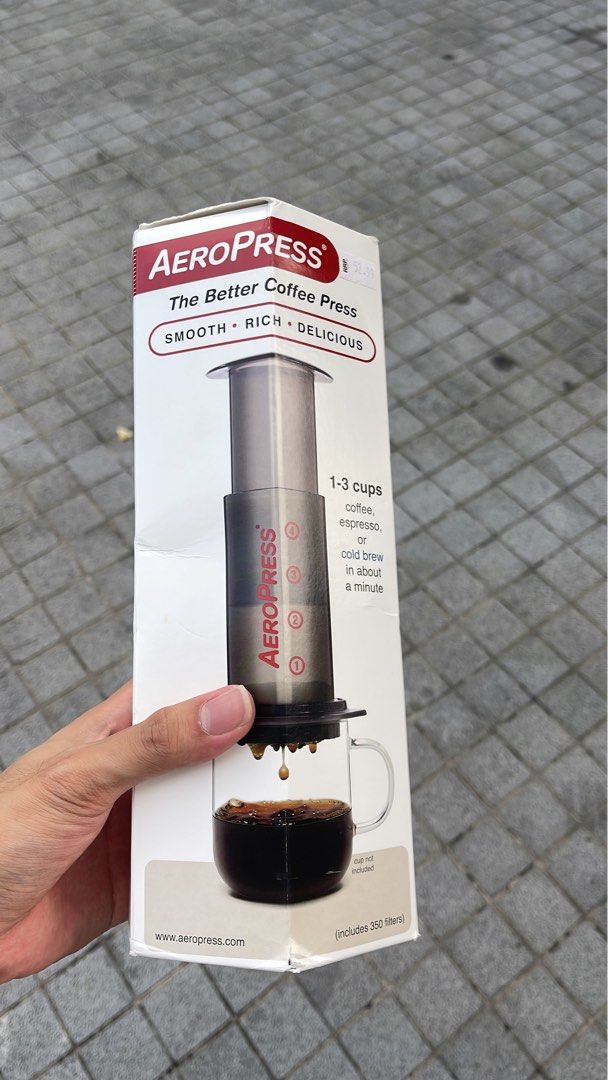 AEROPRESS®
RRP
The Better Coffee Press
SMOOTH • RICH • DELICIOUS
1-3 cups
coffee,
espresso,
or
cold brew
in about
a minute
AEROPRESS®
4
3
2
1
cup not
included
www.aeropress.com
(includes 350 filters)